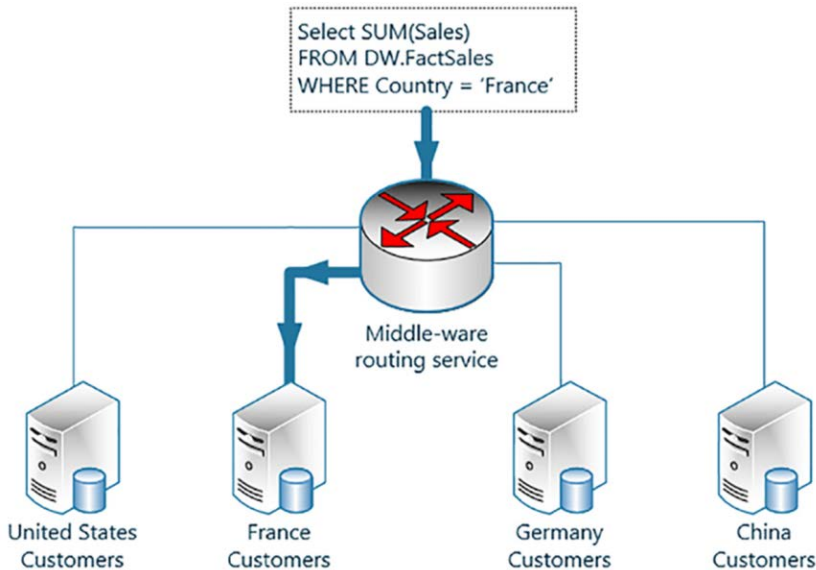 Select SUM(Sales)
FROM DW.FactSales
WHERE Country = ‘France’
Middle-ware
routing service
United States
Customers
France
Customers
Germany
Customers
China
Customers